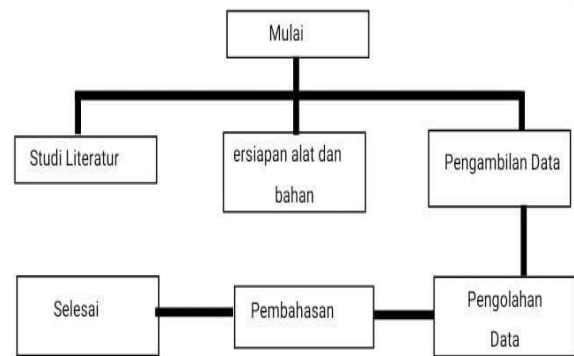 Mulai
Studi Literatur
ersiapan alat dan
bahan
Pengambilan Data
Selesai
Pembahasan
Pengolahan
Data